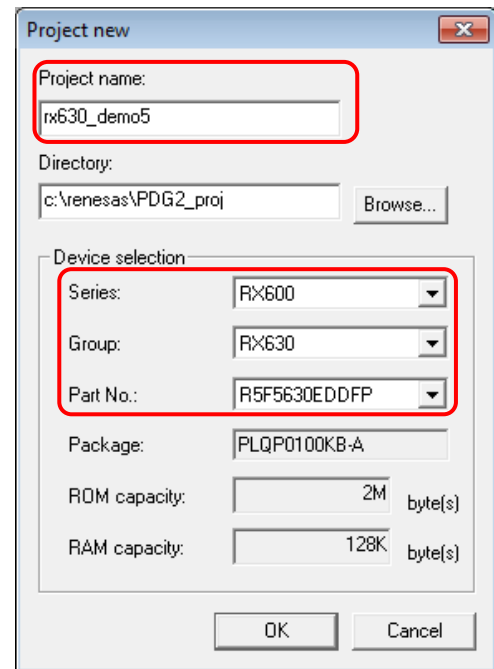 Project new
Project name:
rx630_demo5
Directory:
c:\renesas\PDG2_proj
Browse...
Device selection
Series: RX600
Group: RX630
Part No.: R5F5630EDDFP
Package: PLQP0100KB-A
ROM capacity: 2M byte(s)
RAM capacity: 128K byte(s)
OK Cancel